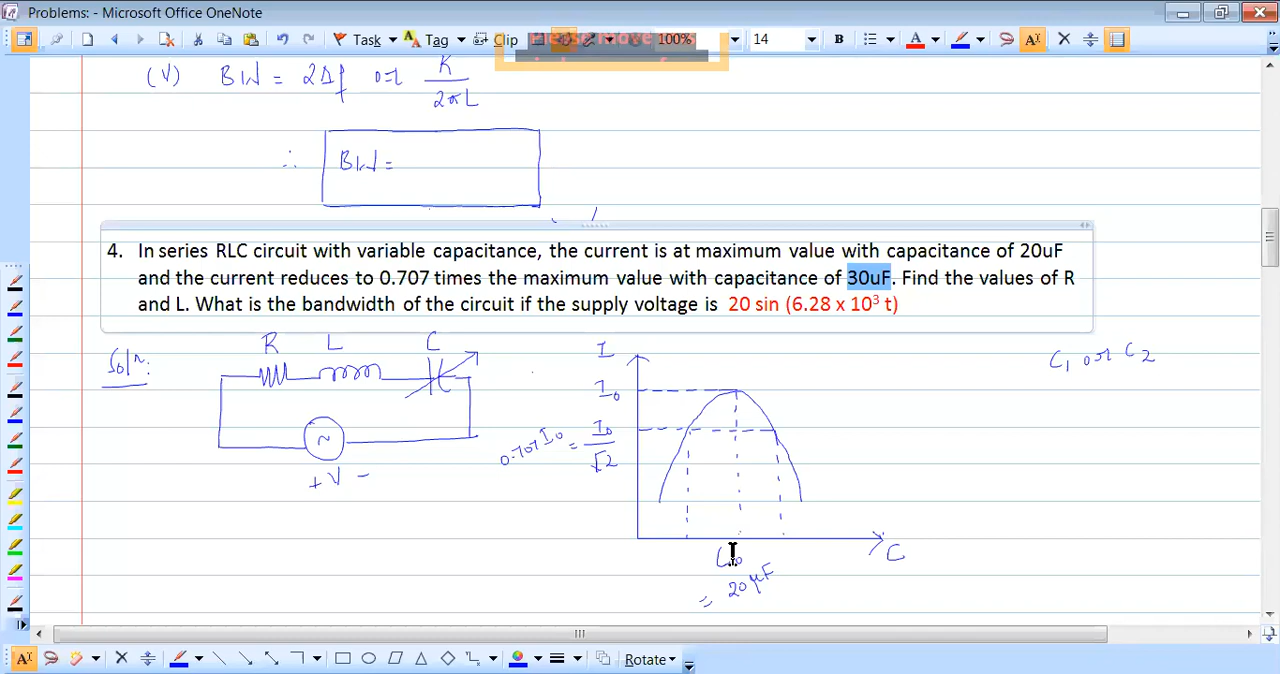 Problems: - Microsoft Office OneNote
Task Tag Clip 100% 14 B A
(V) BW = 2Δf or R/2πL
∴ BW =
4. In series RLC circuit with variable capacitance, the current is at maximum value with capacitance of 20uF
and the current reduces to 0.707 times the maximum value with capacitance of 30uF. Find the values of R
and L. What is the bandwidth of the circuit if the supply voltage is 20 sin (6.28 x 10³ t)
Solⁿ:
R L C
~
+ V −
I
I₀
0.707 I₀ = I₀/√2
C₁ or C₂
C
= 20 μF
Rotate